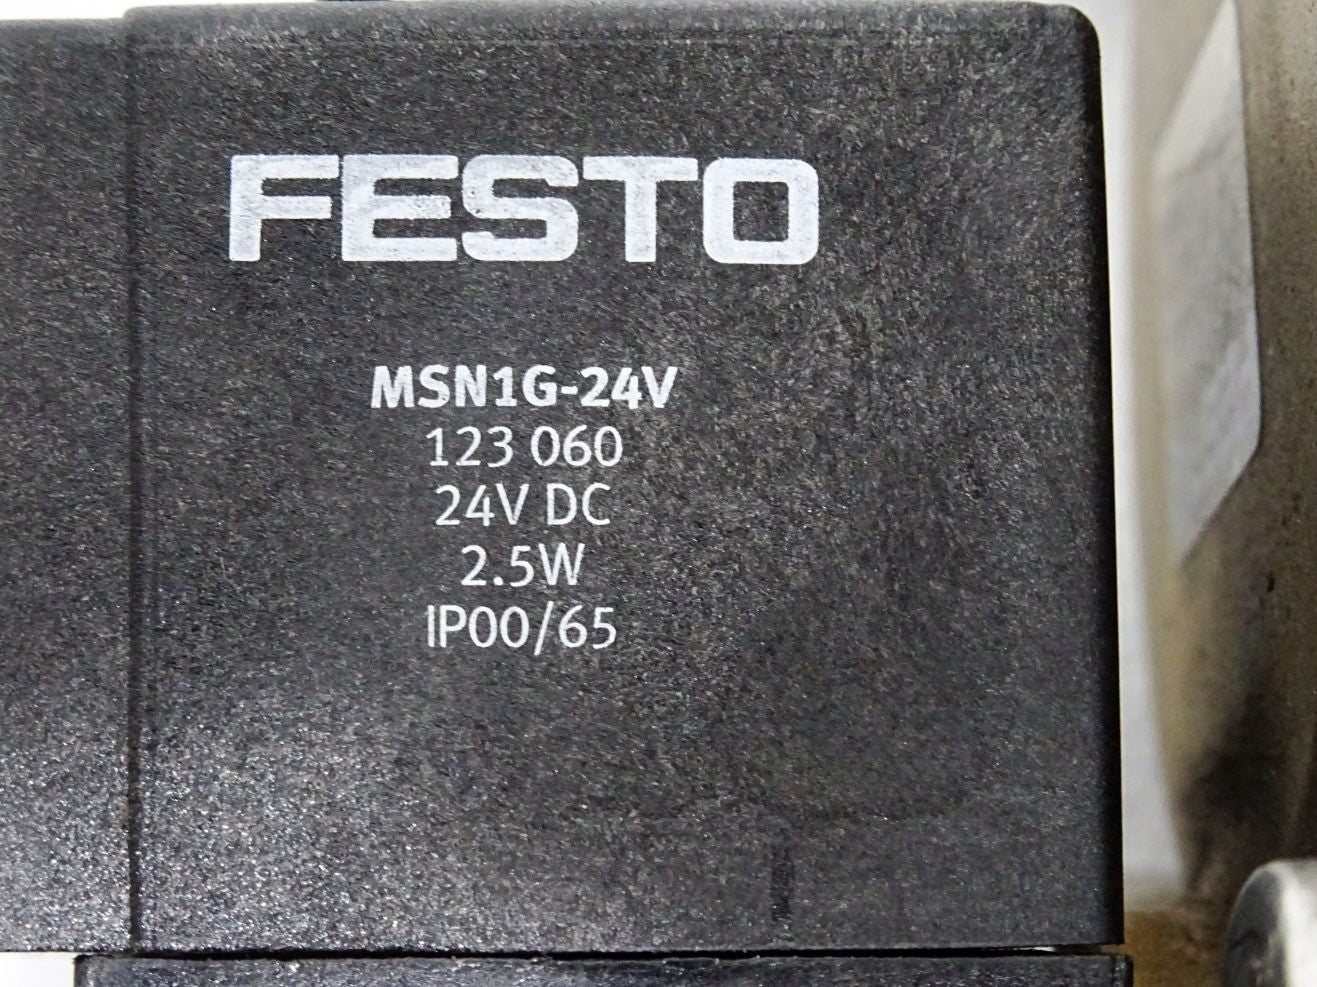 FESTO
MSN1G-24V
123 060
24V DC
2.5W
IP00/65